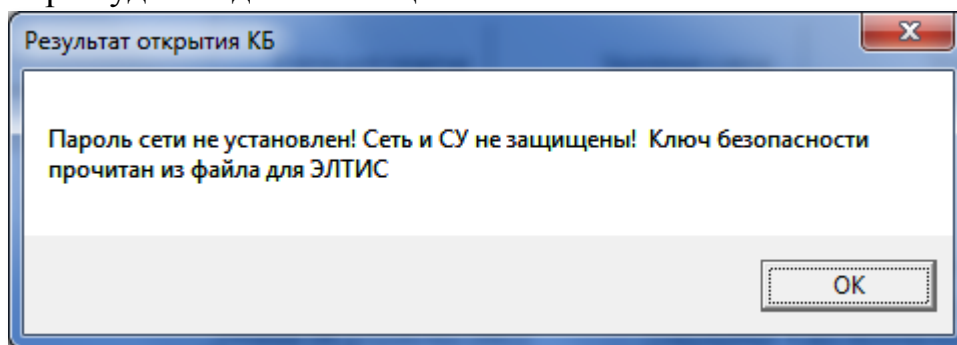 Результат открытия КБ
Пароль сети не установлен! Сеть и СУ не защищены!  Ключ безопасности
прочитан из файла для ЭЛТИС
OK